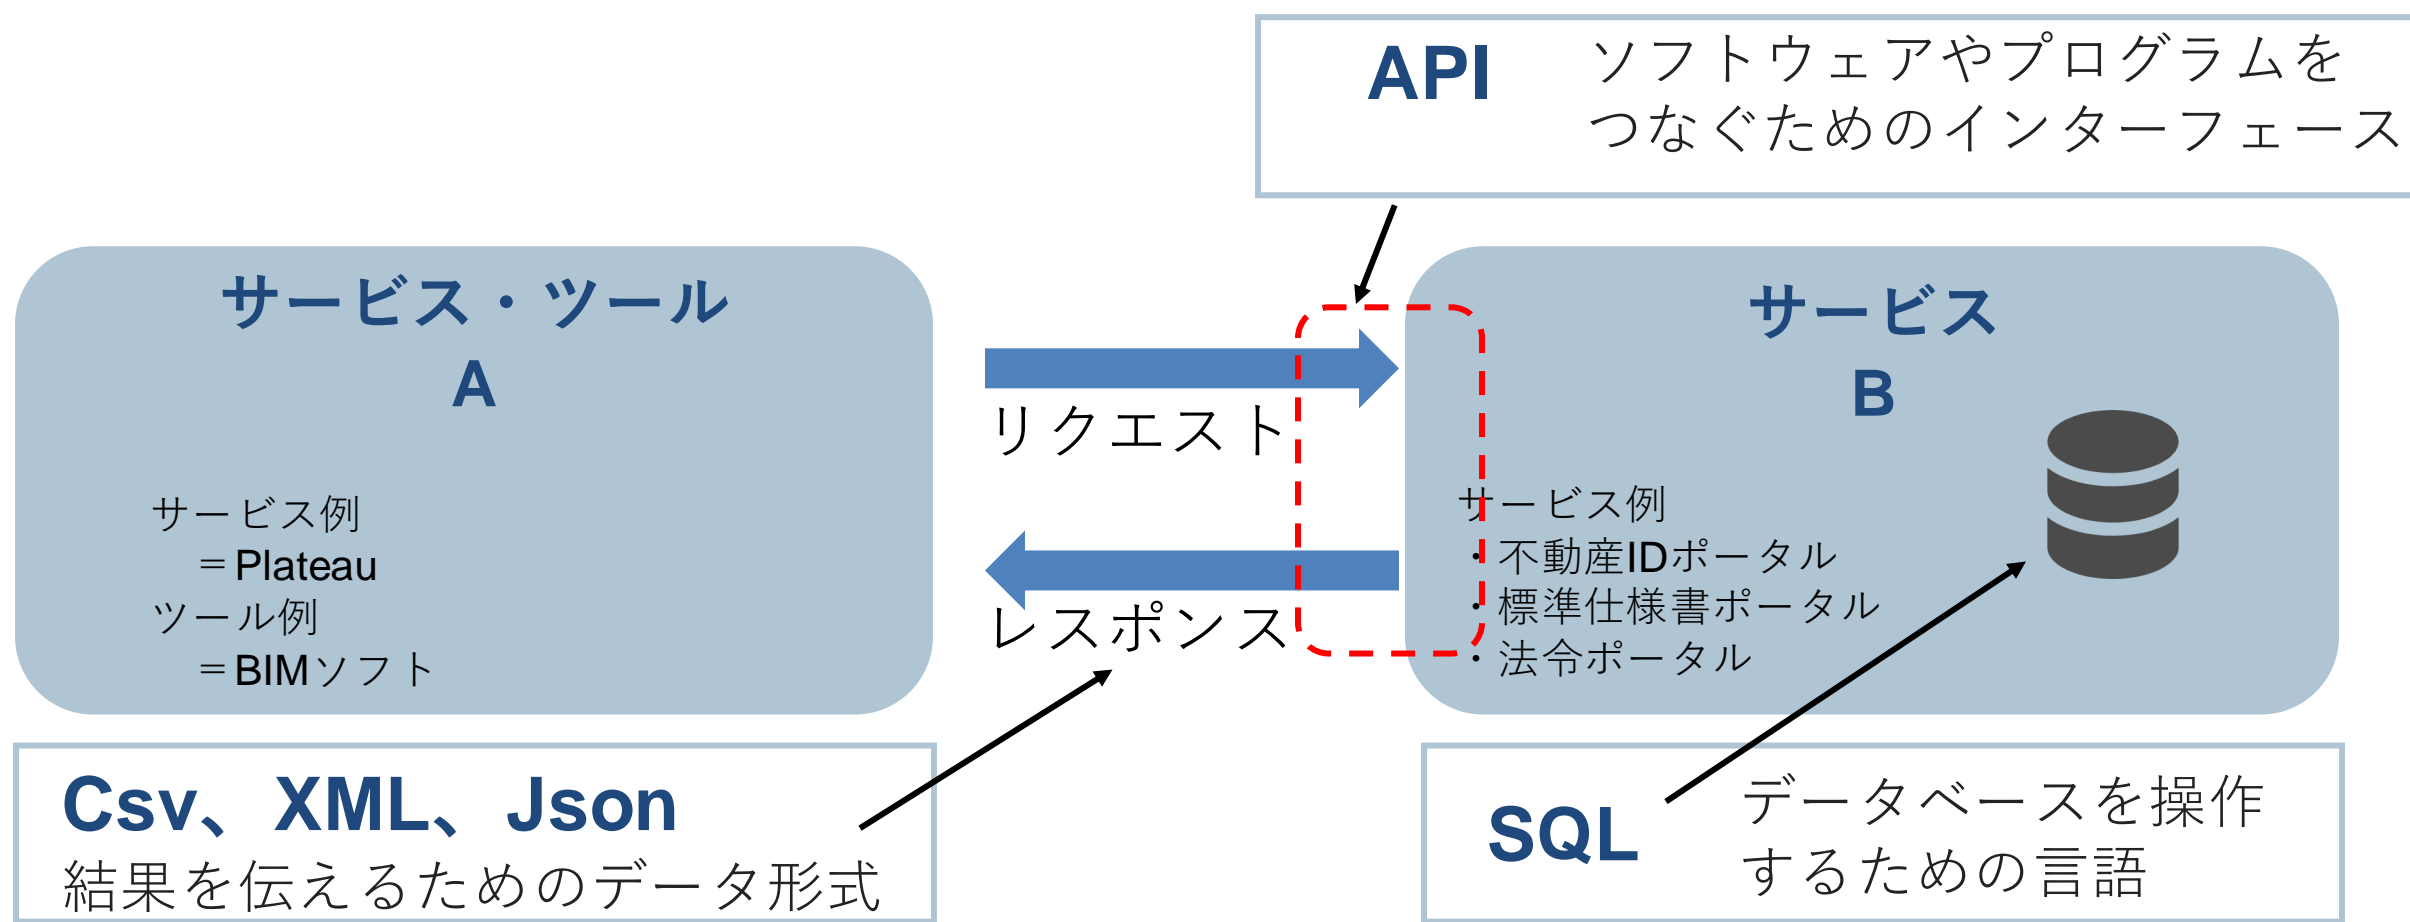 API
ソフトウェアやプログラムを
つなぐためのインターフェース
サービス・ツール
A
サービス例
＝Plateau
ツール例
＝BIMソフト
リクエスト
レスポンス
サービス
B
サービス例
・不動産IDポータル
・標準仕様書ポータル
・法令ポータル
Csv、XML、Json
結果を伝えるためのデータ形式
SQL
データベースを操作
するための言語